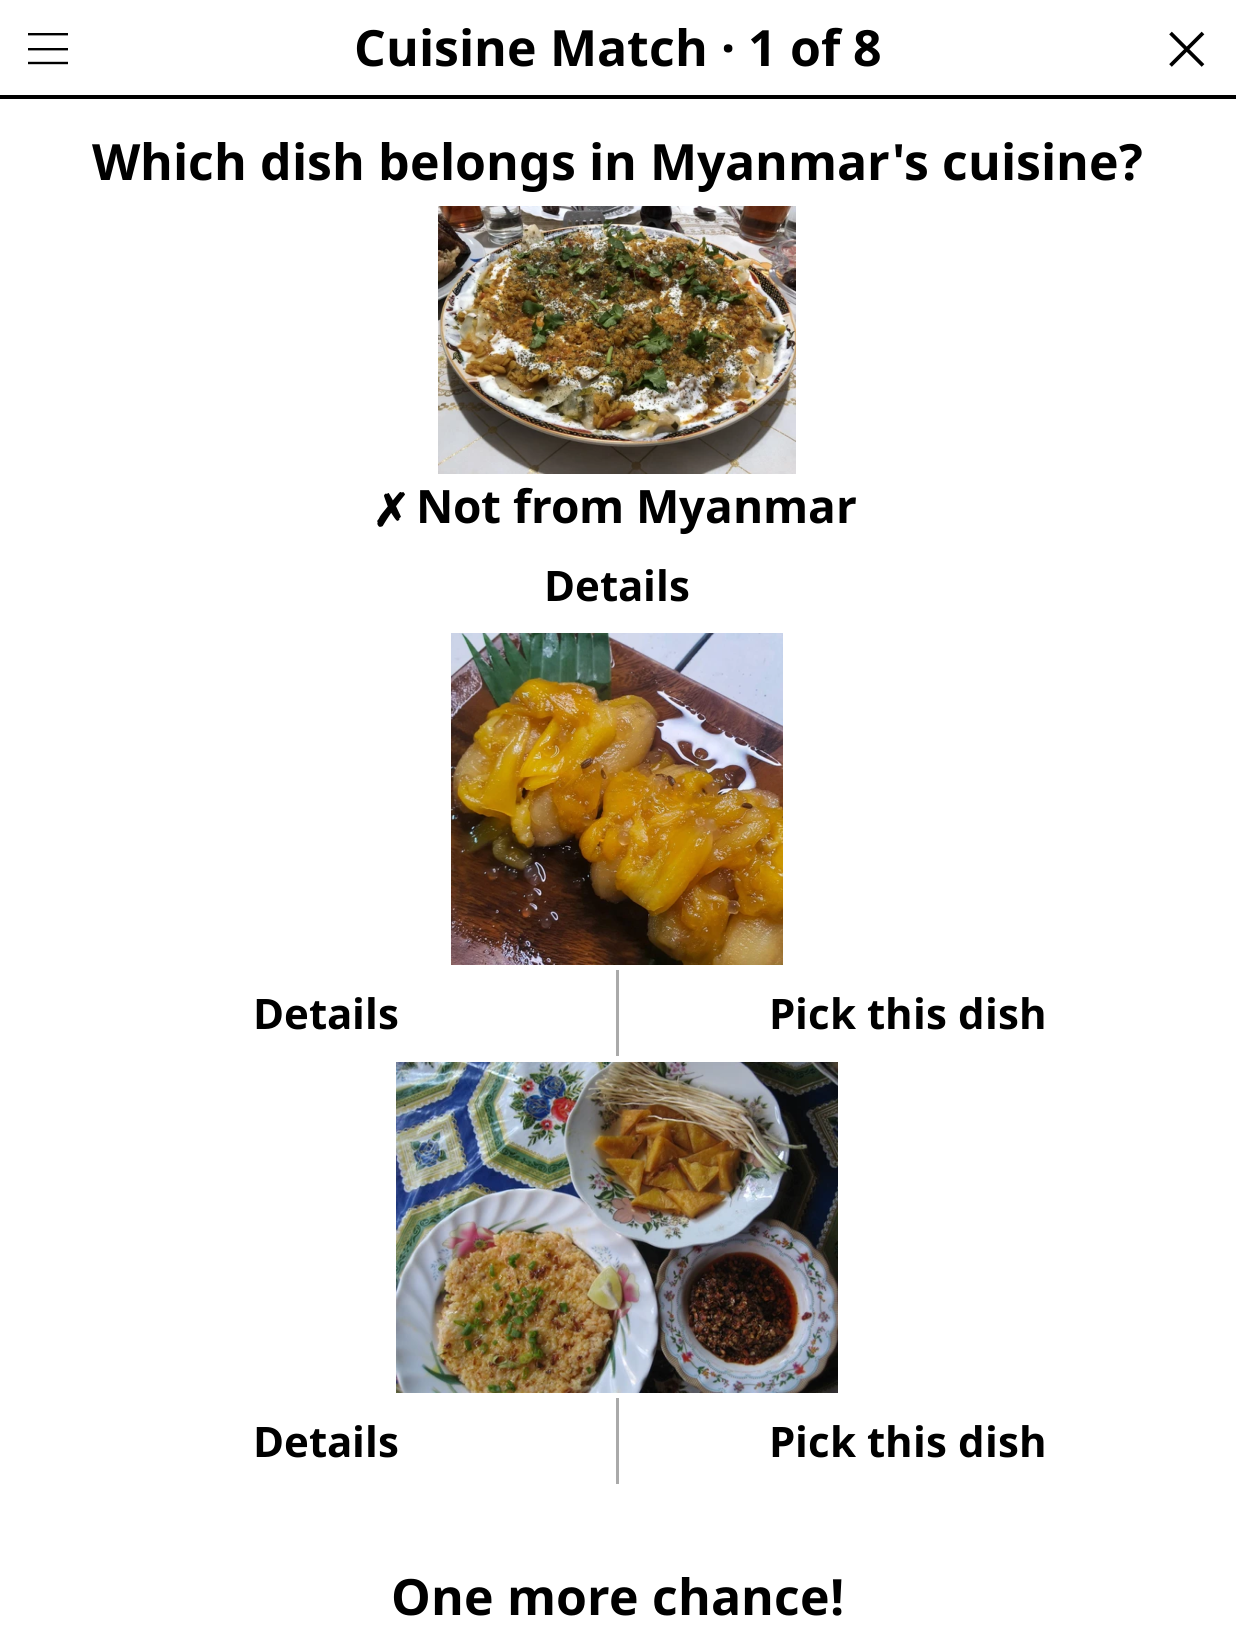 Cuisine Match · 1 of 8
Which dish belongs in Myanmar's cuisine?
✗ Not from Myanmar
Details
Details
Pick this dish
Details
Pick this dish
One more chance!